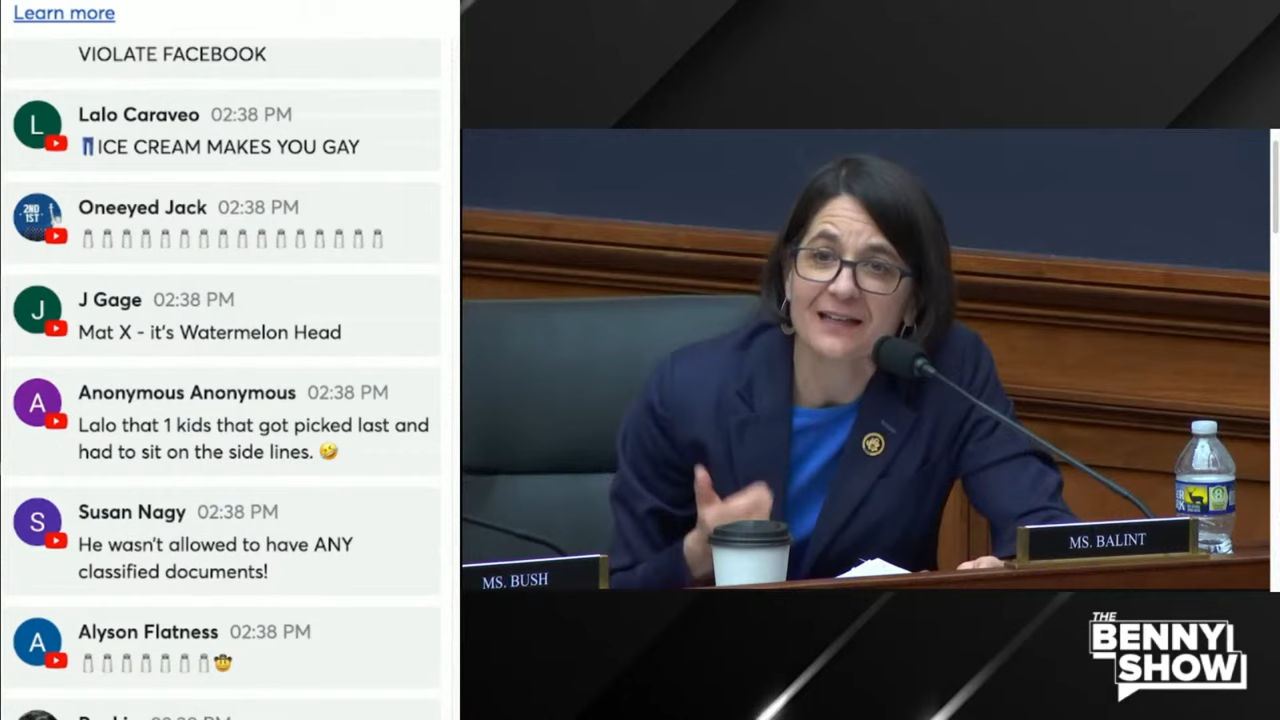 Learn more
VIOLATE FACEBOOK
L
Lalo Caraveo 02:38 PM
👖ICE CREAM MAKES YOU GAY
2ND
1ST
Oneeyed Jack 02:38 PM
🧂🧂🧂🧂🧂🧂🧂🧂🧂🧂🧂🧂🧂🧂🧂🧂
J
J Gage 02:38 PM
Mat X - it's Watermelon Head
A
Anonymous Anonymous 02:38 PM
Lalo that 1 kids that got picked last and
had to sit on the side lines. 🤣
S
Susan Nagy 02:38 PM
He wasn't allowed to have ANY
classified documents!
A
Alyson Flatness 02:38 PM
🧂🧂🧂🧂🧂🧂🧂🤠
MS. BUSH
MS. BALINT
THE
BENNY
SHOW